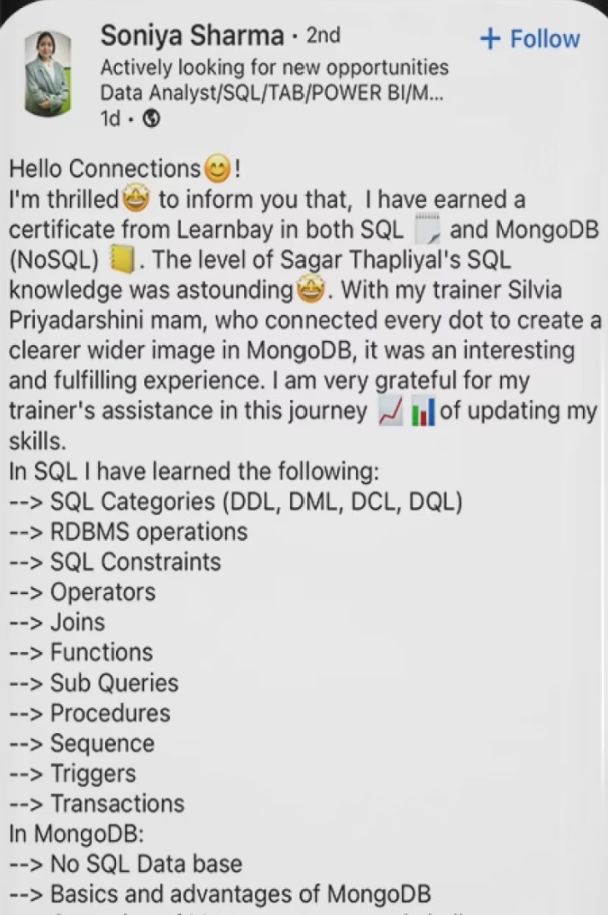 Soniya Sharma · 2nd
+ Follow
Actively looking for new opportunities
Data Analyst/SQL/TAB/POWER BI/M...
1d ·
Hello Connections😊!
I'm thrilled🤩 to inform you that, I have earned a
certificate from Learnbay in both SQL 🗒️ and MongoDB
(NoSQL) 📒. The level of Sagar Thapliyal's SQL
knowledge was astounding🤩. With my trainer Silvia
Priyadarshini mam, who connected every dot to create a
clearer wider image in MongoDB, it was an interesting
and fulfilling experience. I am very grateful for my
trainer's assistance in this journey 📈 📊 of updating my
skills.
In SQL I have learned the following:
--> SQL Categories (DDL, DML, DCL, DQL)
--> RDBMS operations
--> SQL Constraints
--> Operators
--> Joins
--> Functions
--> Sub Queries
--> Procedures
--> Sequence
--> Triggers
--> Transactions
In MongoDB:
--> No SQL Data base
--> Basics and advantages of MongoDB